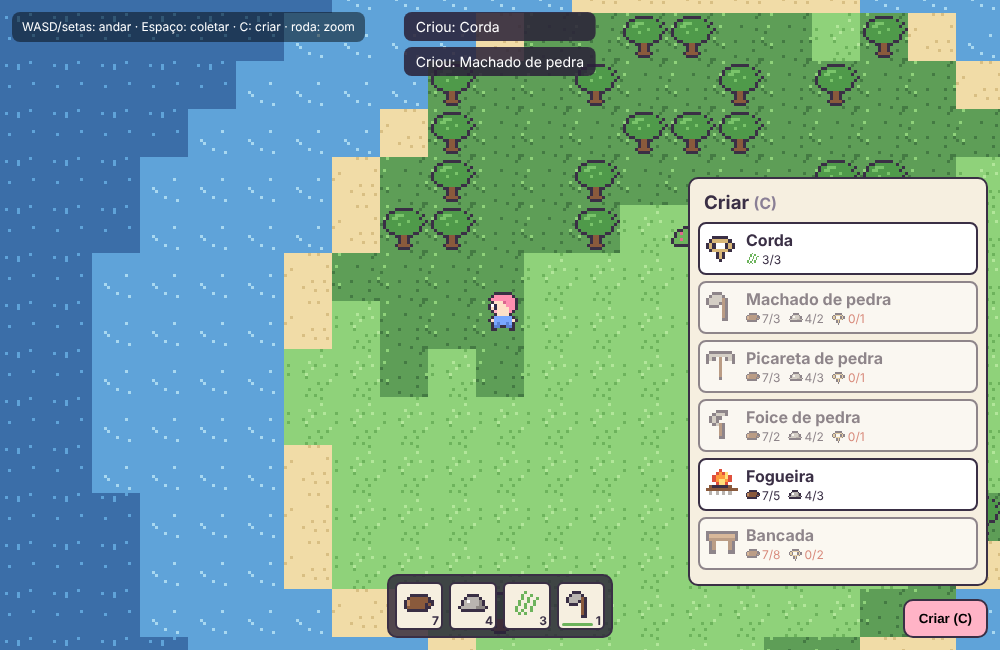 WASD/setas: andar · Espaço: coletar · C: criar · roda: zoom
Criou: Corda
Criou: Machado de pedra
Criar (C)
Corda
3/3
Machado de pedra
7/3 4/2 0/1
Picareta de pedra
7/3 4/3 0/1
Foice de pedra
7/2 4/2 0/1
Fogueira
7/5 4/3
Bancada
7/8 0/2
7 4 3 1
Criar (C)